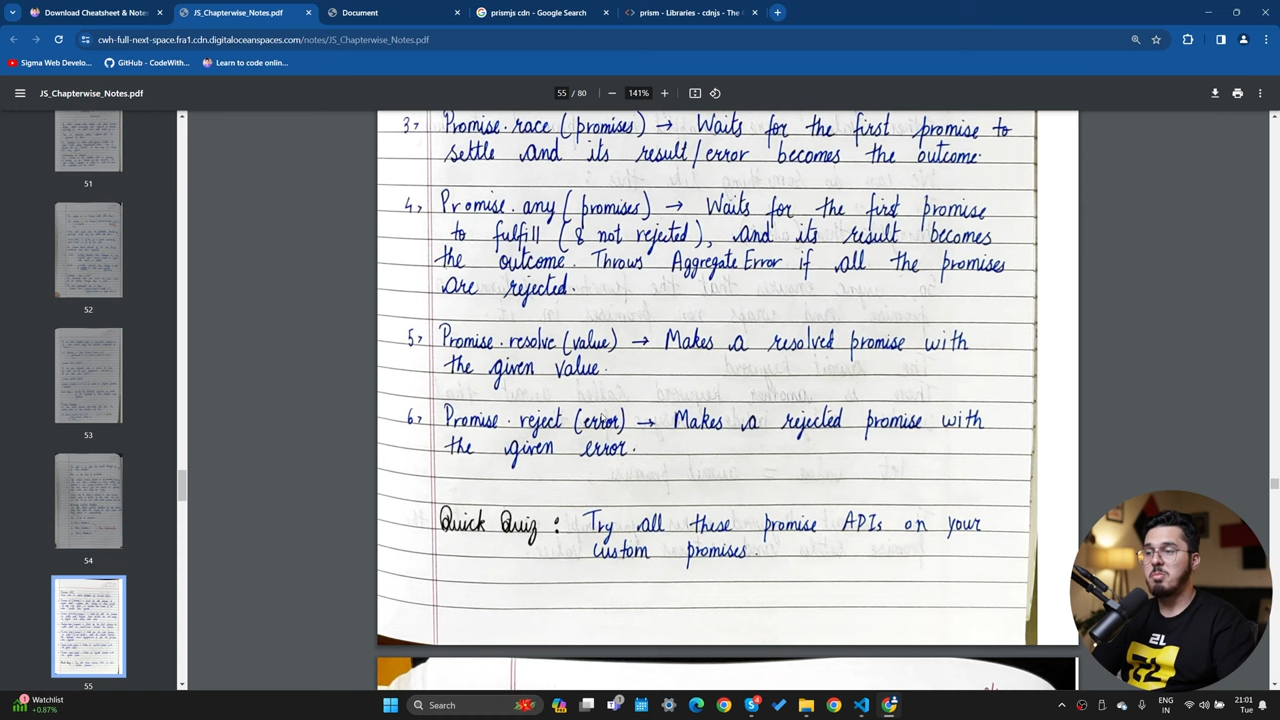 Download Cheatsheet & Notes
JS_Chapterwise_Notes.pdf
Document
prismjs cdn - Google Search
prism - Libraries - cdnjs - The
cwh-full-next-space.fra1.cdn.digitaloceanspaces.com/notes/JS_Chapterwise_Notes.pdf
Sigma Web Develo...
GitHub - CodeWith...
Learn to code onlin...
JS_Chapterwise_Notes.pdf
55 / 80
141%
51
52
53
54
55
3, Promise.race (promises) → Waits for the first promise to
settle and its result/error becomes the outcome.
4, Promise.any (promises) → Waits for the first promise
to fulfill (& not rejected), and its result becomes
the outcome. Throws Aggregate Error if all the promises
are rejected.
5, Promise.resolve (value) → Makes a resolved promise with
the given value.
6, Promise.reject (error) → Makes a rejected promise with
the given error.
Quick Quiz : Try all these promise APIs on your
custom promises.
Watchlist
+0.87%
Search
ENG
IN
21:01
Tue